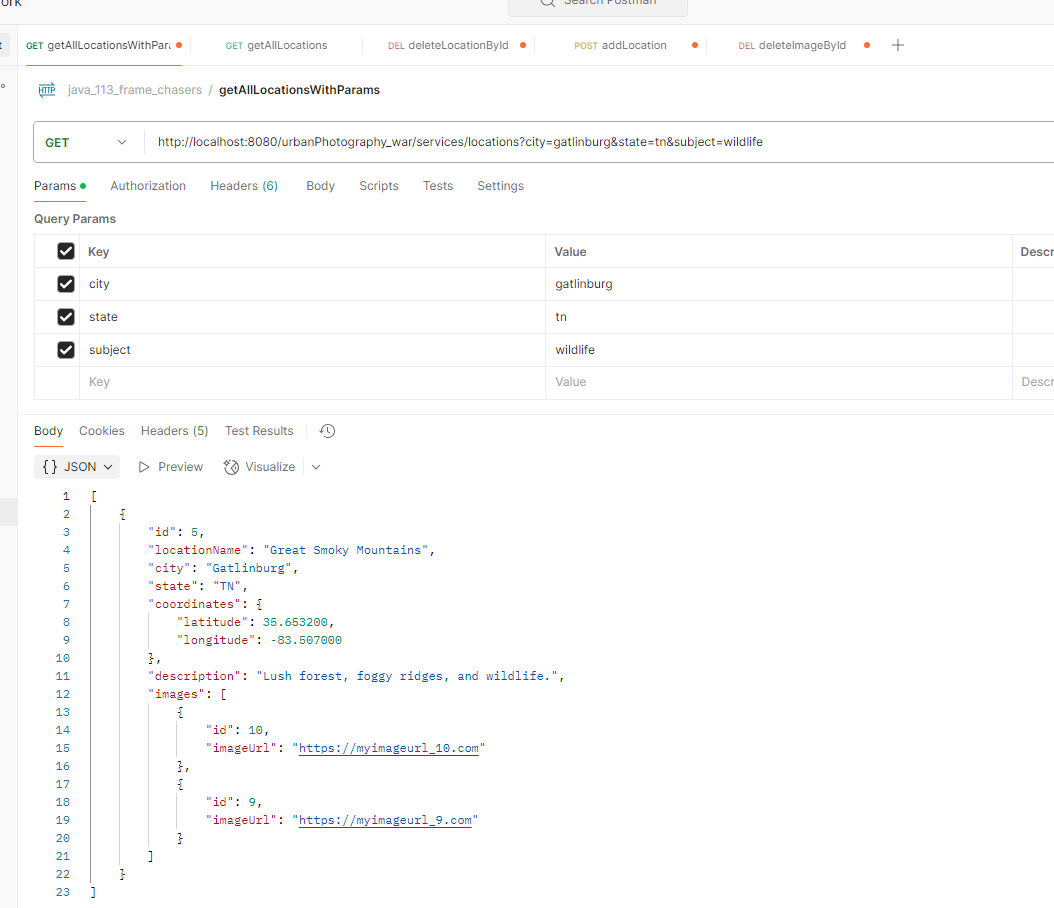 Search Postman
GET getAllLocationsWithPar
GET getAllLocations
DEL deleteLocationById
POST addLocation
DEL deleteImageById
HTTP java_113_frame_chasers / getAllLocationsWithParams
GET http://localhost:8080/urbanPhotography_war/services/locations?city=gatlinburg&state=tn&subject=wildlife
Params Authorization Headers (6) Body Scripts Tests Settings
Query Params
Key Value Descr
city gatlinburg
state tn
subject wildlife
Key Value Descr
Body Cookies Headers (5) Test Results
{} JSON Preview Visualize
1 [
2 {
3 "id": 5,
4 "locationName": "Great Smoky Mountains",
5 "city": "Gatlinburg",
6 "state": "TN",
7 "coordinates": {
8 "latitude": 35.653200,
9 "longitude": -83.507000
10 },
11 "description": "Lush forest, foggy ridges, and wildlife.",
12 "images": [
13 {
14 "id": 10,
15 "imageUrl": "https://myimageurl_10.com"
16 },
17 {
18 "id": 9,
19 "imageUrl": "https://myimageurl_9.com"
20 }
21 ]
22 }
23 ]